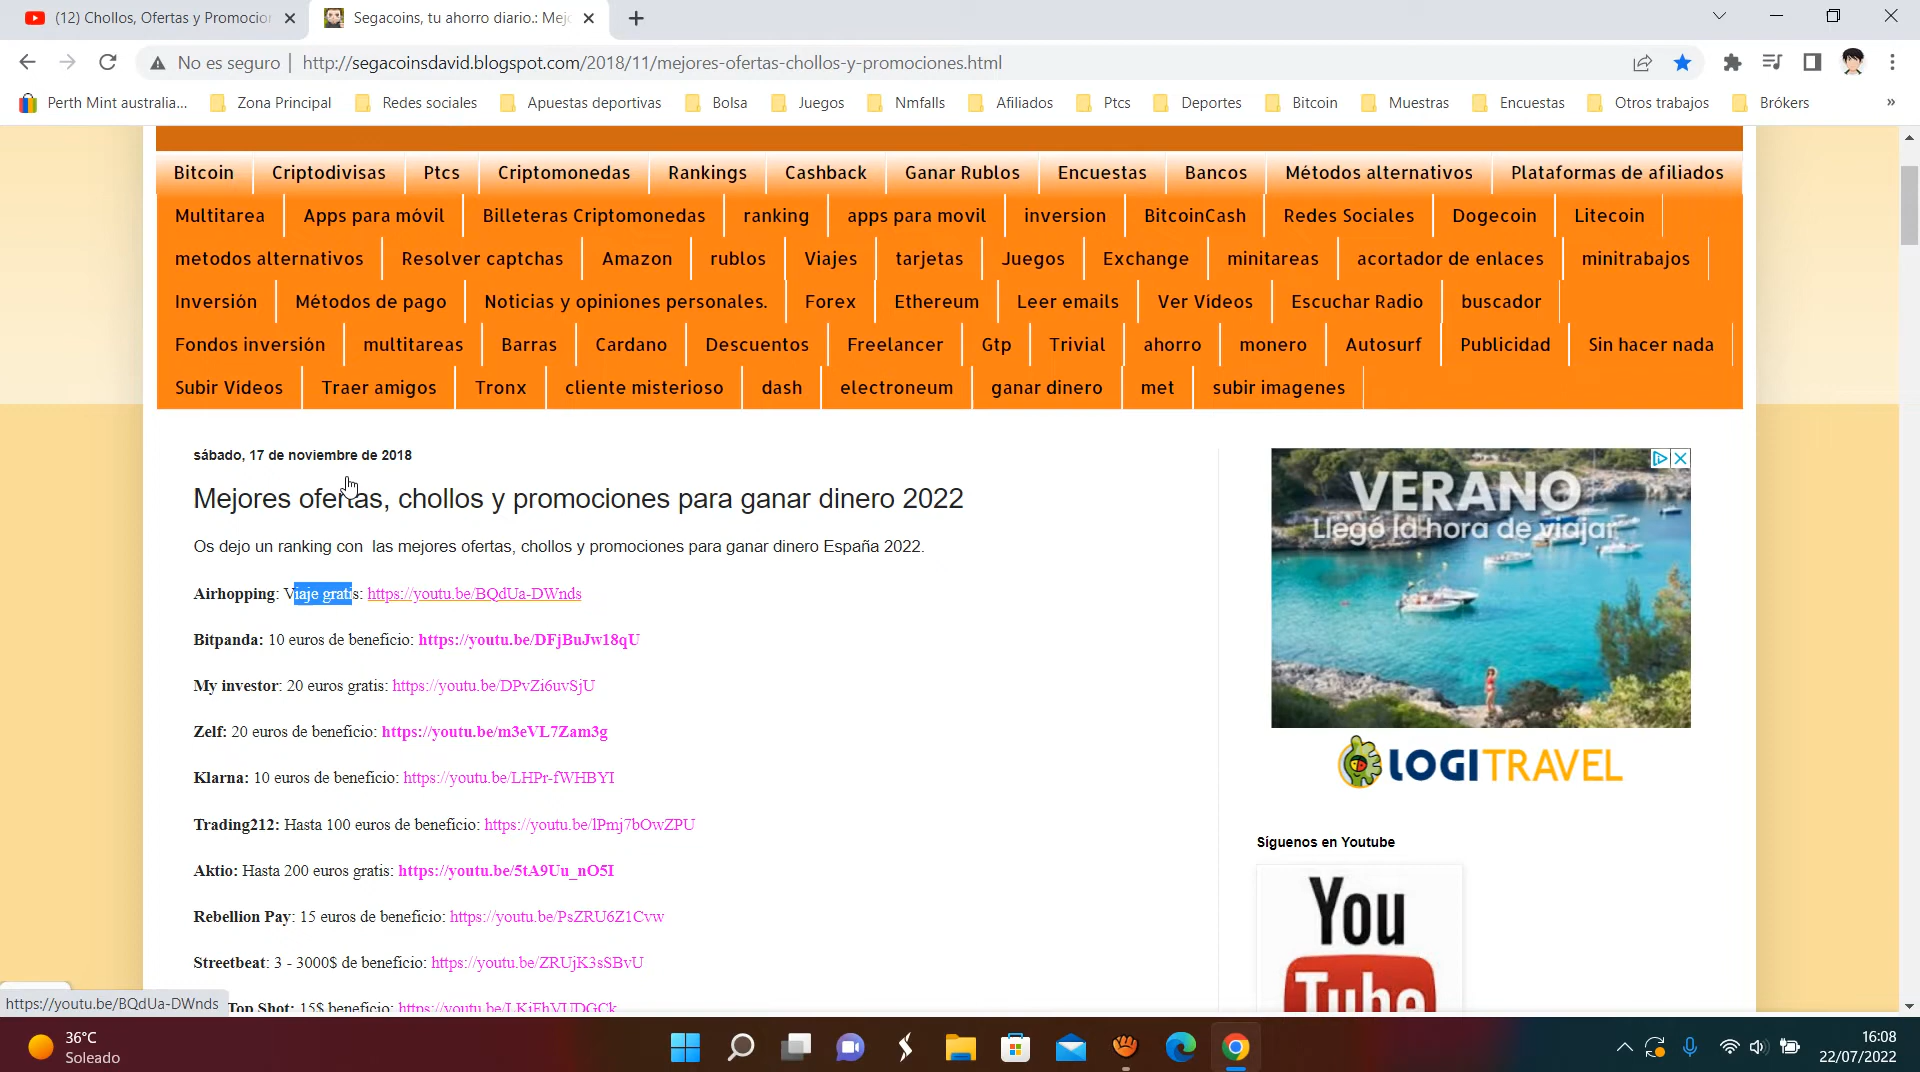 (12) Chollos, Ofertas y Promocion
Segacoins, tu ahorro diario.: Mejo
No es seguro | http://segacoinsdavid.blogspot.com/2018/11/mejores-ofertas-chollos-y-promociones.html
Perth Mint australia... Zona Principal Redes sociales Apuestas deportivas Bolsa Juegos Nmfalls Afiliados Ptcs Deportes Bitcoin Muestras Encuestas Otros trabajos Brókers »
Bitcoin Criptodivisas Ptcs Criptomonedas Rankings Cashback Ganar Rublos Encuestas Bancos Métodos alternativos Plataformas de afiliados
Multitarea Apps para móvil Billeteras Criptomonedas ranking apps para movil inversion BitcoinCash Redes Sociales Dogecoin Litecoin
metodos alternativos Resolver captchas Amazon rublos Viajes tarjetas Juegos Exchange minitareas acortador de enlaces minitrabajos
Inversión Métodos de pago Noticias y opiniones personales. Forex Ethereum Leer emails Ver Videos Escuchar Radio buscador
Fondos inversión multitareas Barras Cardano Descuentos Freelancer Gtp Trivial ahorro monero Autosurf Publicidad Sin hacer nada
Subir Vídeos Traer amigos Tronx cliente misterioso dash electroneum ganar dinero met subir imagenes
sábado, 17 de noviembre de 2018
Mejores ofertas, chollos y promociones para ganar dinero 2022
Os dejo un ranking con las mejores ofertas, chollos y promociones para ganar dinero España 2022.
Airhopping: Viaje gratis: https://youtu.be/BQdUa-DWnds
Bitpanda: 10 euros de beneficio: https://youtu.be/DFjBuJw18qU
My investor: 20 euros gratis: https://youtu.be/DPvZi6uvSjU
Zelf: 20 euros de beneficio: https://youtu.be/m3eVL7Zam3g
Klarna: 10 euros de beneficio: https://youtu.be/LHPr-fWHBYI
Trading212: Hasta 100 euros de beneficio: https://youtu.be/lPmj7bOwZPU
Aktio: Hasta 200 euros gratis: https://youtu.be/5tA9Uu_nO5I
Rebellion Pay: 15 euros de beneficio: https://youtu.be/PsZRU6Z1Cvw
Streetbeat: 3 - 3000$ de beneficio: https://youtu.be/ZRUjK3sSBvU
Top Shot: 15$ beneficio: https://youtu.be/LKiFhVUDGCk
https://youtu.be/BQdUa-DWnds
VERANO
Llegó la hora de viajar
LOGITRAVEL
Síguenos en Youtube
You
Tube
36°C
Soleado
16:08
22/07/2022